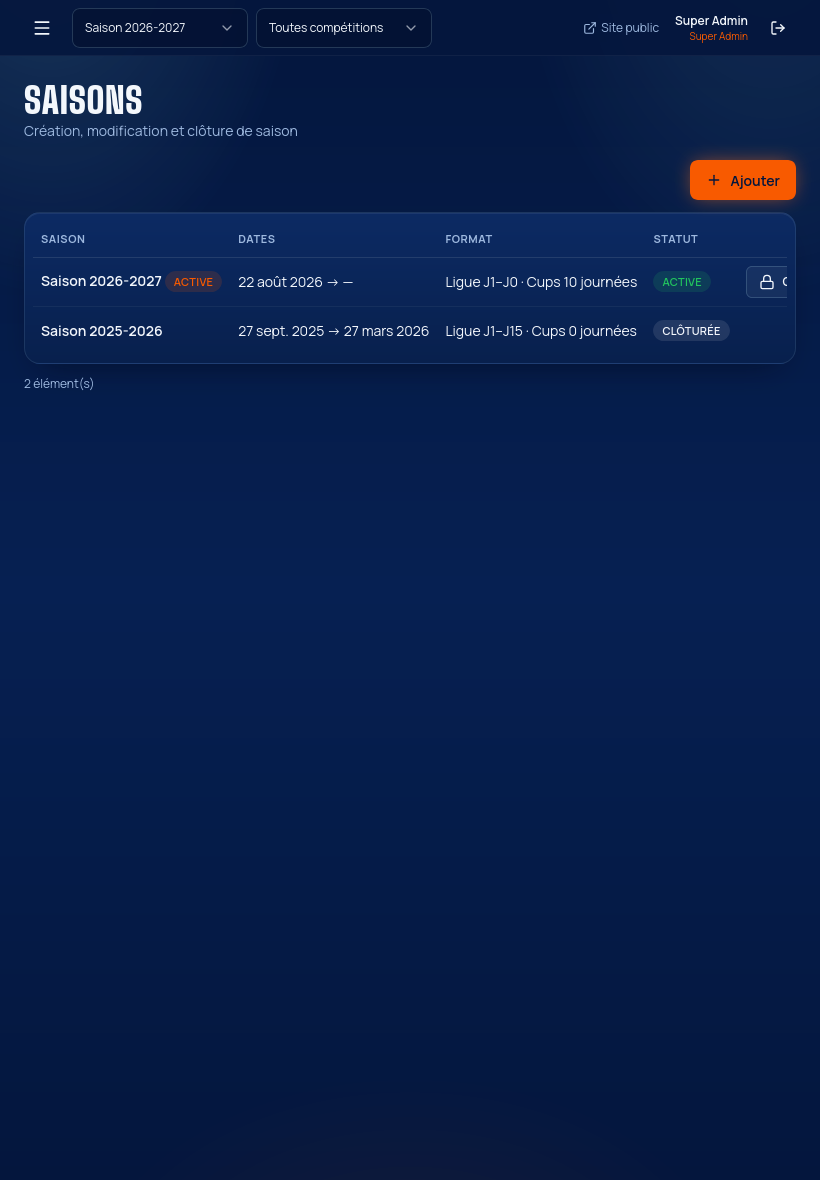 Saison 2026-2027
Toutes compétitions
Site public
Super Admin
Super Admin
SAISONS
Création, modification et clôture de saison
Ajouter
SAISON DATES FORMAT STATUT
Saison 2026-2027 ACTIVE 22 août 2026 → — Ligue J1–J0 · Cups 10 journées ACTIVE
Saison 2025-2026 27 sept. 2025 → 27 mars 2026 Ligue J1–J15 · Cups 0 journées CLÔTURÉE
2 élément(s)